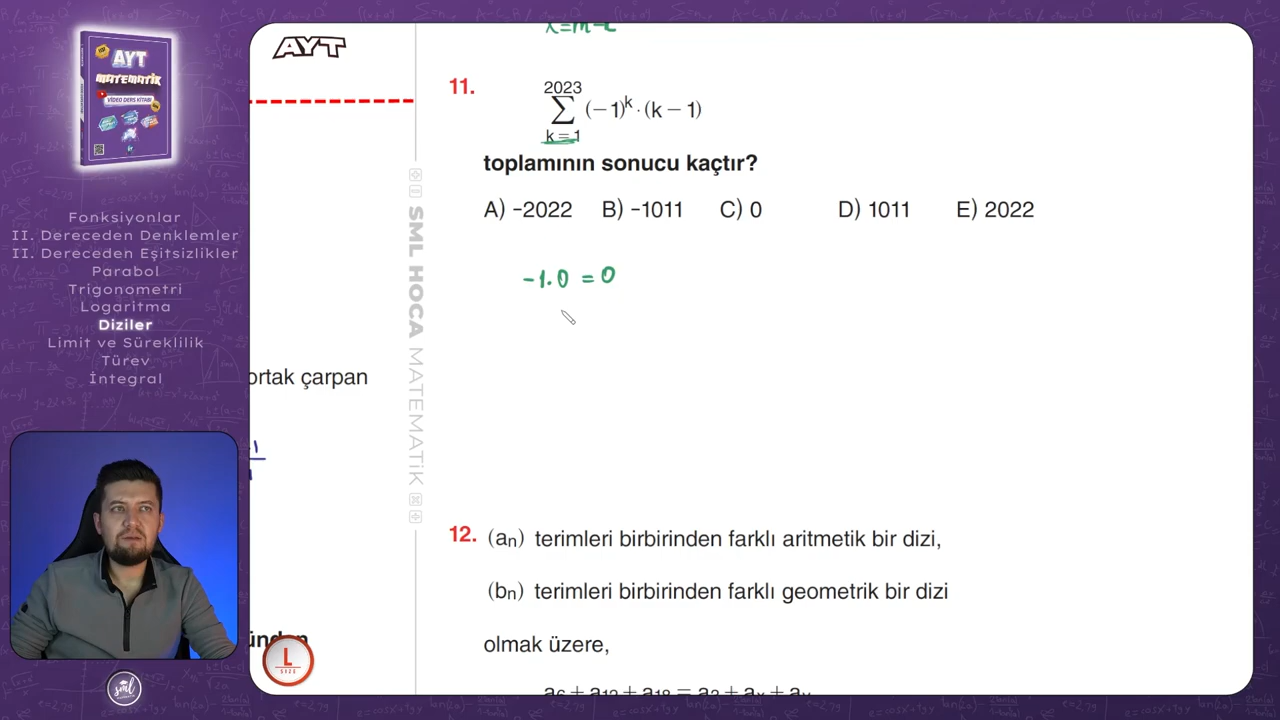 AYT
MATEMATİK
VİDEO DERS KİTABI
Fonksiyonlar
II. Dereceden Denklemler
II. Dereceden Eşitsizlikler
Parabol
Trigonometri
Logaritma
Diziler
Limit ve Süreklilik
Türev
İntegral
sml
AYT
ortak çarpan
ünden
L
SIZE
SML HOCA MATEMATİK
11.
2023
∑ (−1)^k · (k − 1)
k = 1
toplamının sonucu kaçtır?
A) −2022 B) −1011 C) 0 D) 1011 E) 2022
-1.0 = 0
12. (aₙ) terimleri birbirinden farklı aritmetik bir dizi,
(bₙ) terimleri birbirinden farklı geometrik bir dizi
olmak üzere,